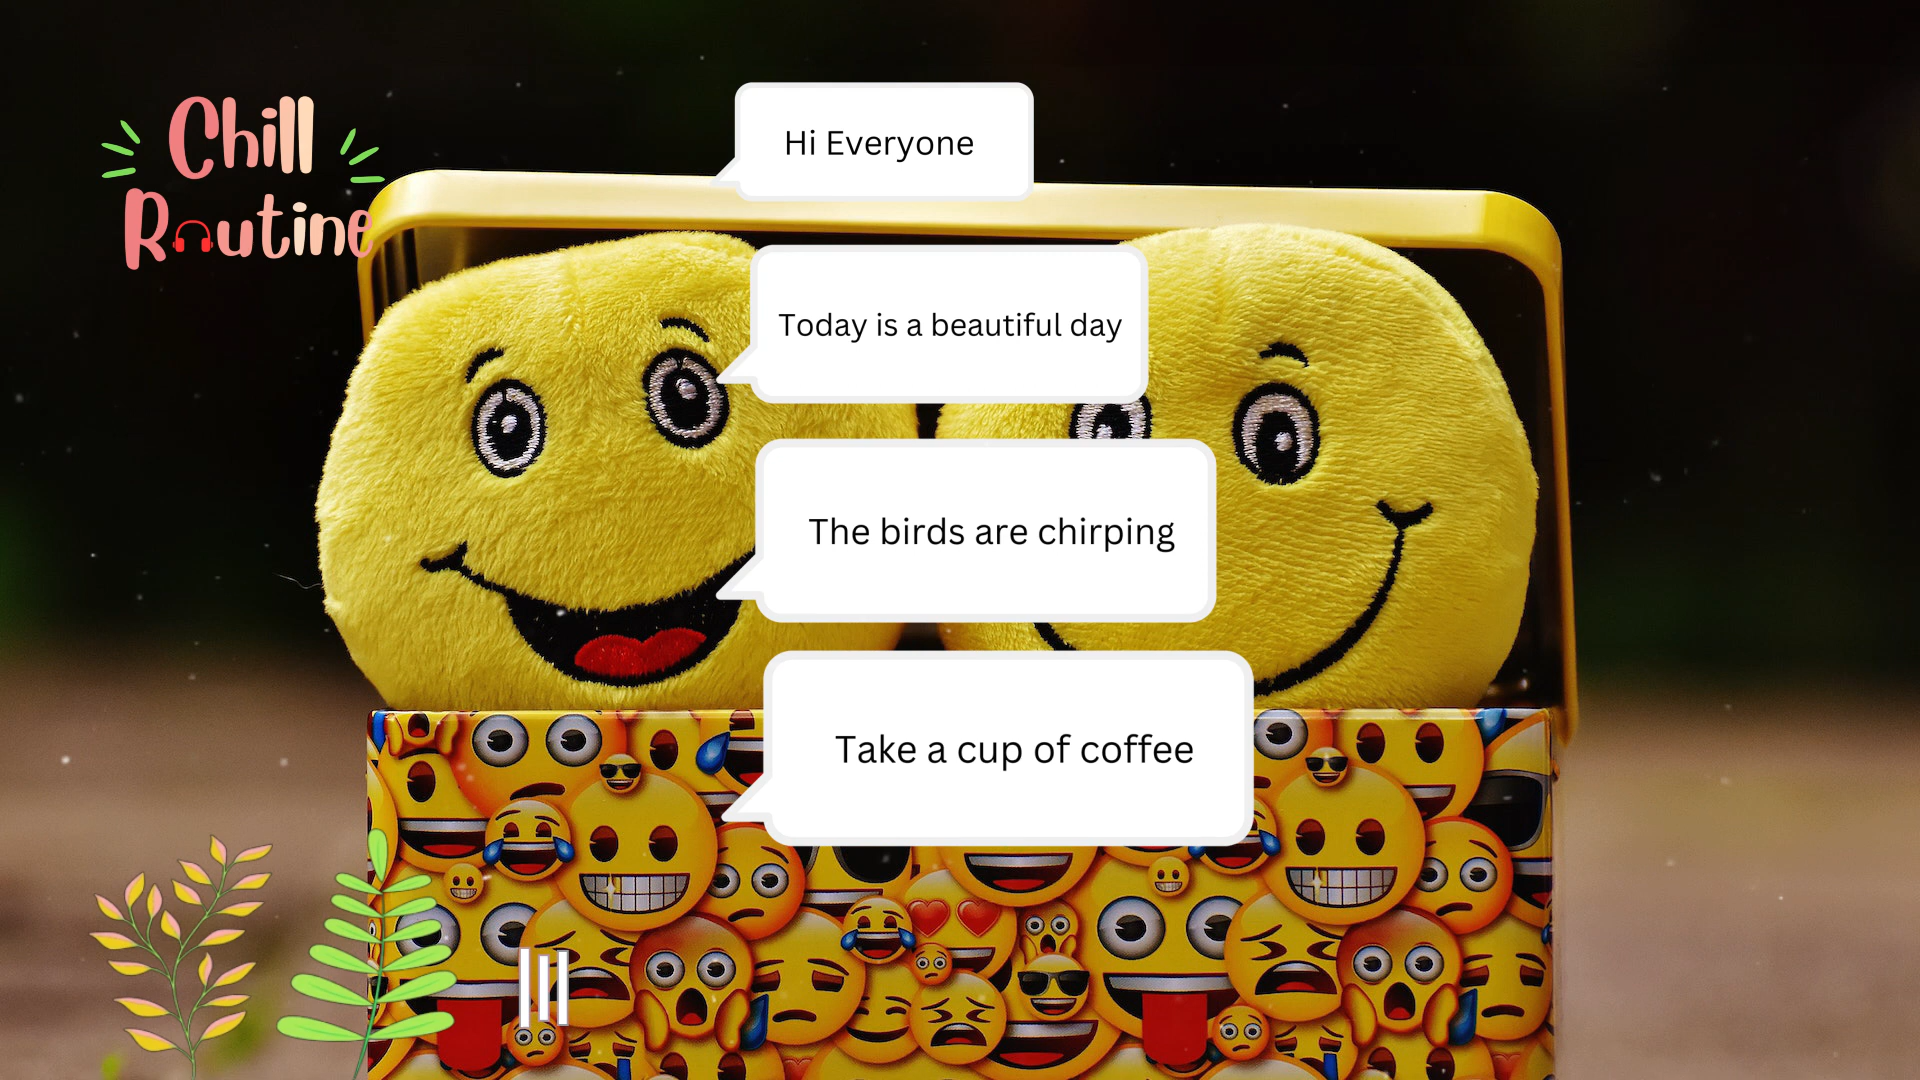 Chill
Routine
Hi Everyone
Today is a beautiful day
The birds are chirping
Take a cup of coffee